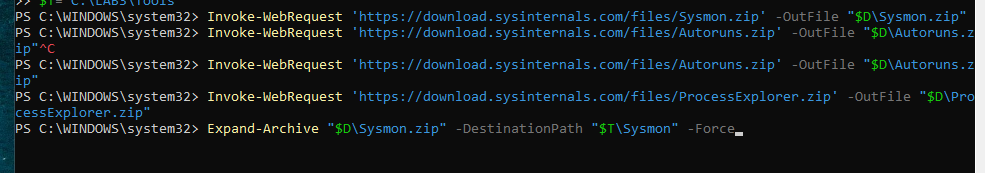 >> $T= "C:\LABS\Tools"
PS C:\WINDOWS\system32> Invoke-WebRequest 'https://download.sysinternals.com/files/Sysmon.zip' -OutFile "$D\Sysmon.zip"
PS C:\WINDOWS\system32> Invoke-WebRequest 'https://download.sysinternals.com/files/Autoruns.zip' -OutFile "$D\Autoruns.z
ip"^C
PS C:\WINDOWS\system32> Invoke-WebRequest 'https://download.sysinternals.com/files/Autoruns.zip' -OutFile "$D\Autoruns.z
ip"
PS C:\WINDOWS\system32> Invoke-WebRequest 'https://download.sysinternals.com/files/ProcessExplorer.zip' -OutFile "$D\Pro
cessExplorer.zip"
PS C:\WINDOWS\system32> Expand-Archive "$D\Sysmon.zip" -DestinationPath "$T\Sysmon" -Force